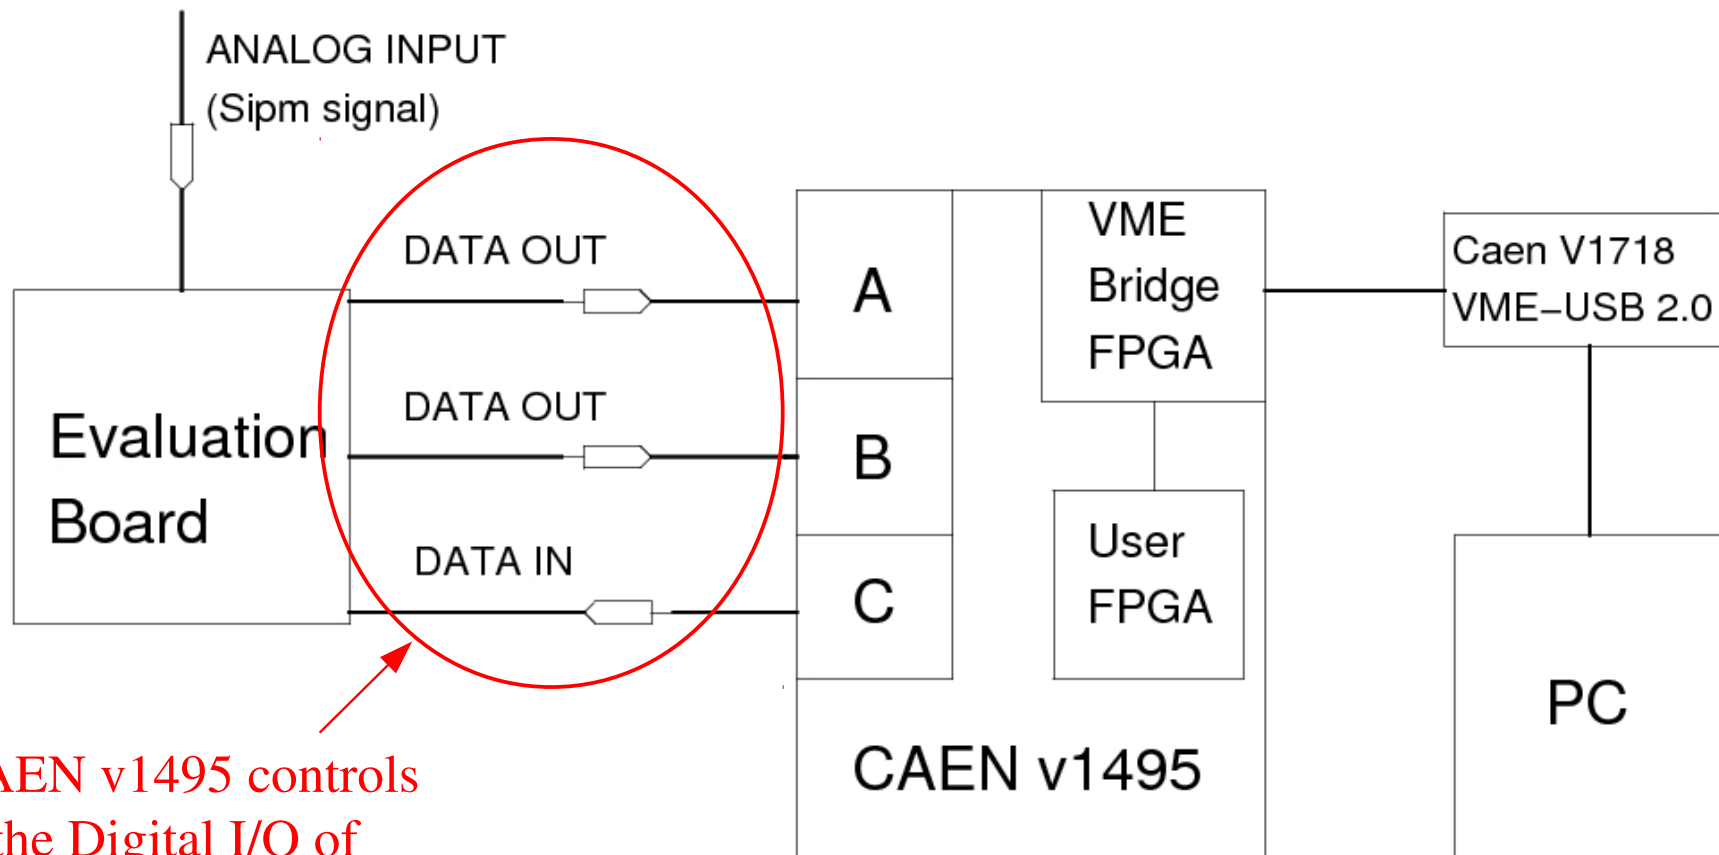 ANALOG INPUT
(Sipm signal)
DATA OUT
DATA OUT
DATA IN
Evaluation
Board
A
B
C
VME
Bridge
FPGA
User
FPGA
CAEN v1495
Caen V1718
VME–USB 2.0
PC
v1495 controls
the Digital I/O of